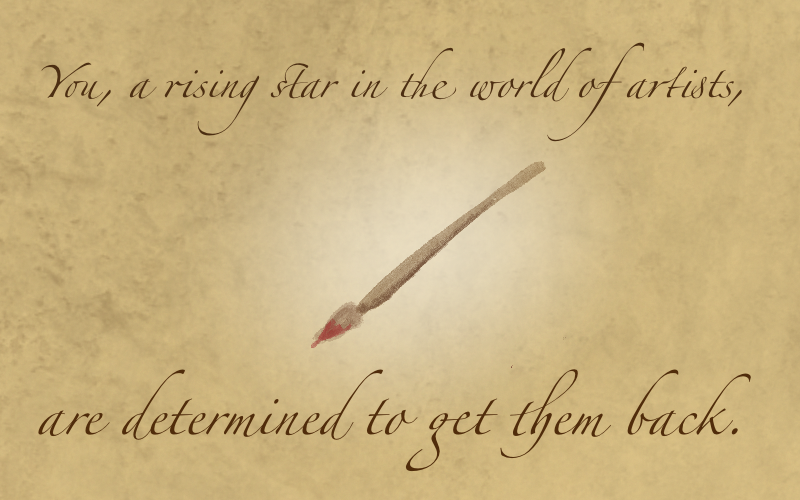 You, a rising star in the world of artists,
are determined to get them back.